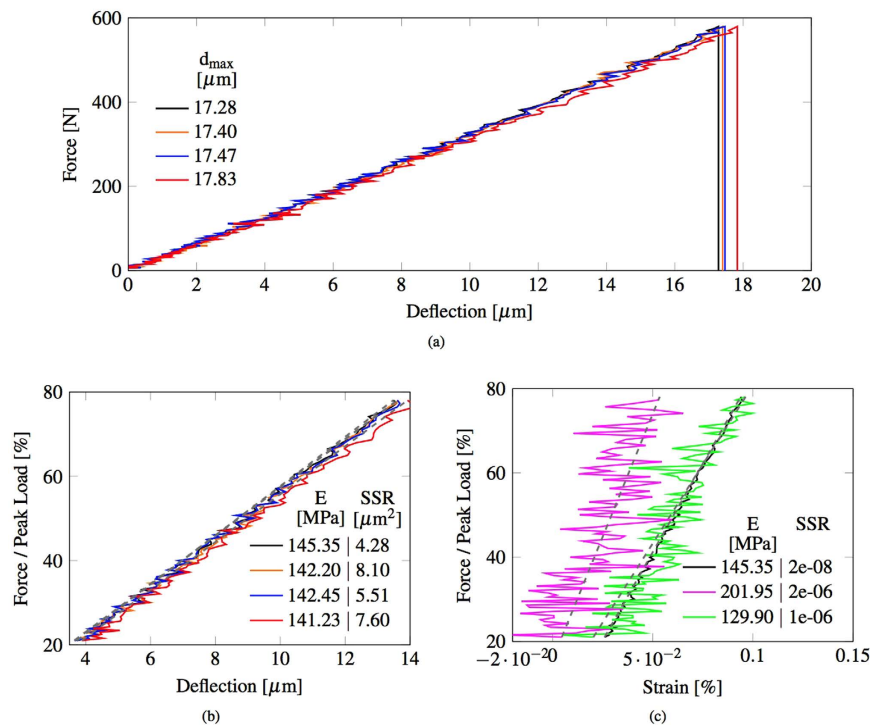 600
400
200
0
Force [N]
d_max
[μm]
17.28
17.40
17.47
17.83
0 2 4 6 8 10 12 14 16 18 20
Deflection [μm]
(a)
80
60
40
20
Force / Peak Load [%]
E SSR
[MPa] [μm²]
145.35 | 4.28
142.20 | 8.10
142.45 | 5.51
141.23 | 7.60
4 6 8 10 12 14
Deflection [μm]
(b)
80
60
40
20
Force / Peak Load [%]
E SSR
[MPa]
145.35 | 2e-08
201.95 | 2e-06
129.90 | 1e-06
−2·10⁻² 0 5·10⁻² 0.1 0.15
Strain [%]
(c)